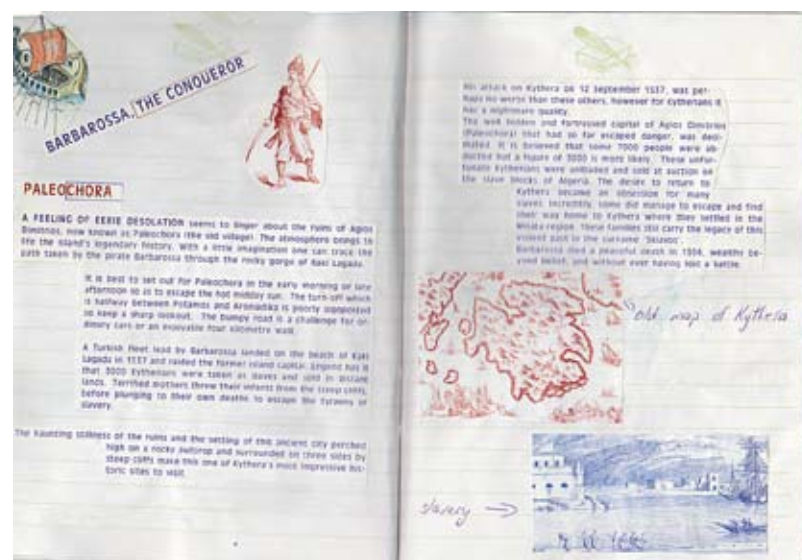 BARBAROSSA, THE CONQUEROR
PALEOCHORA
A FEELING OF EERIE DESOLATION seems to linger about the ruins of Agios
Dimitrios, now known as Paleochora (the old village). The atmosphere brings to
life the island's legendary history. With a little imagination one can trace the
path taken by the pirate Barbarossa through the rocky gorge of Kaki Lagada.
It is best to set out for Paleochora in the early morning or late
afternoon so as to escape the hot midday sun. The turn-off which
is halfway between Potamos and Aroniadika is poorly signposted
so keep a sharp lookout. The bumpy road is a challenge for or-
dinary cars or an enjoyable four kilometre walk.
A Turkish fleet lead by Barbarossa landed on the beach of Kaki
Lagada in 1537 and raided the former island capital. Legend has it
that 3000 Kytherians were taken as slaves and sold in distant
lands. Terrified mothers threw their infants from the steep cliffs,
before plunging to their own deaths to escape the tyranny of
slavery.
The haunting stillness of the ruins and the setting of this ancient city perched
high on a rocky outcrop and surrounded on three sides by
steep cliffs make this one of Kythera's most impressive his-
toric sites to visit.
His attack on Kythera on 12 September 1537, was per-
haps no worse than these others, however for Kytherians it
has a nightmare quality.
The well hidden and fortressed capital of Agios Dimitrios
(Paleochora) that had so far escaped danger, was deci-
mated. It is believed that some 7000 people were ab-
ducted but a figure of 3000 is more likely. These unfor-
tunate Kytherians were unloaded and sold at auction on
the slave blocks of Algeria. The desire to return to
Kythera became an obsession for many
slaves. Incredibly, some did manage to escape and find
their way home to Kythera where they settled in the
Mitata region. These families still carry the legacy of this
violent past in the surname 'Sklavos'.
Barbarossa died a peaceful death in 1506, wealthy be-
yond belief, and without ever having lost a battle.
old map of Kythera
slavery →